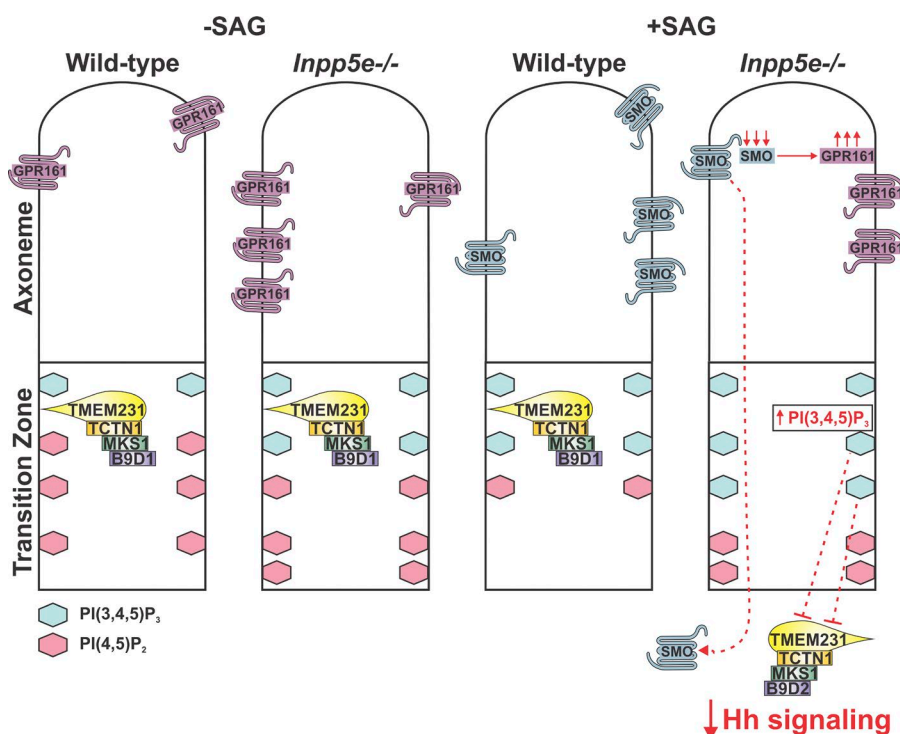 -SAG
+SAG
Wild-type
Inpp5e-/-
Wild-type
Inpp5e-/-
Axoneme
GPR161
GPR161
GPR161
GPR161
GPR161
GPR161
SMO
SMO
SMO
SMO
SMO
SMO
GPR161
GPR161
GPR161
Transition Zone
TMEM231
TCTN1
MKS1
B9D1
TMEM231
TCTN1
MKS1
B9D1
TMEM231
TCTN1
MKS1
B9D1
PI(3,4,5)P3
PI(3,4,5)P3
PI(4,5)P2
SMO
TMEM231
TCTN1
MKS1
B9D2
Hh signaling